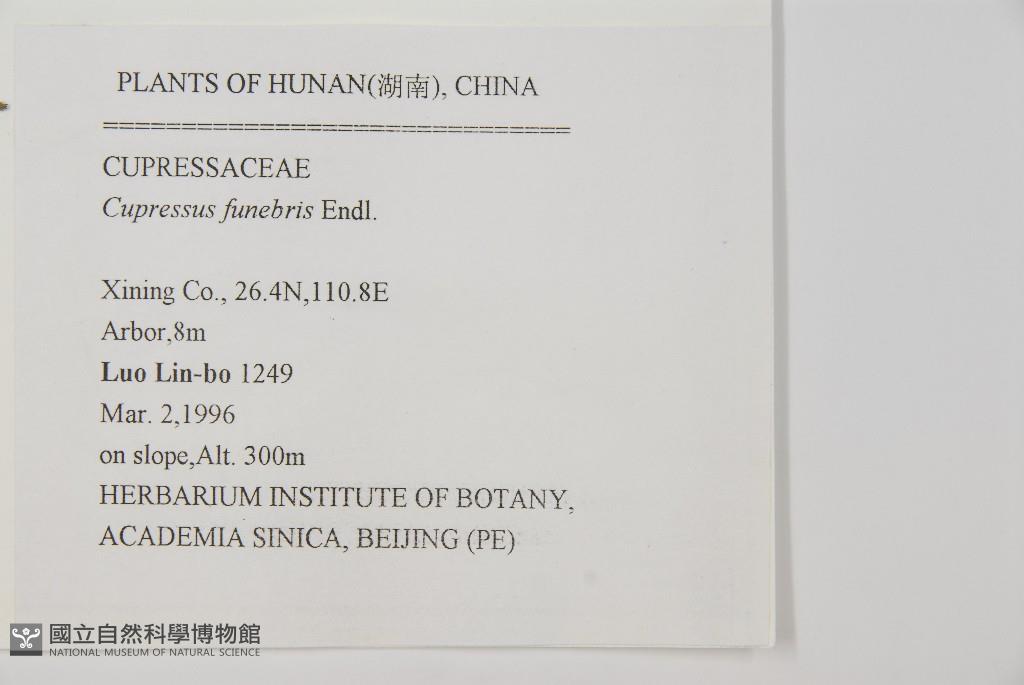 PLANTS OF HUNAN(湖南), CHINA
==================================
CUPRESSACEAE
Cupressus funebris Endl.
Xining Co., 26.4N,110.8E
Arbor,8m
Luo Lin-bo 1249
Mar. 2,1996
on slope,Alt. 300m
HERBARIUM INSTITUTE OF BOTANY,
ACADEMIA SINICA, BEIJING (PE)
國立自然科學博物館
NATIONAL MUSEUM OF NATURAL SCIENCE